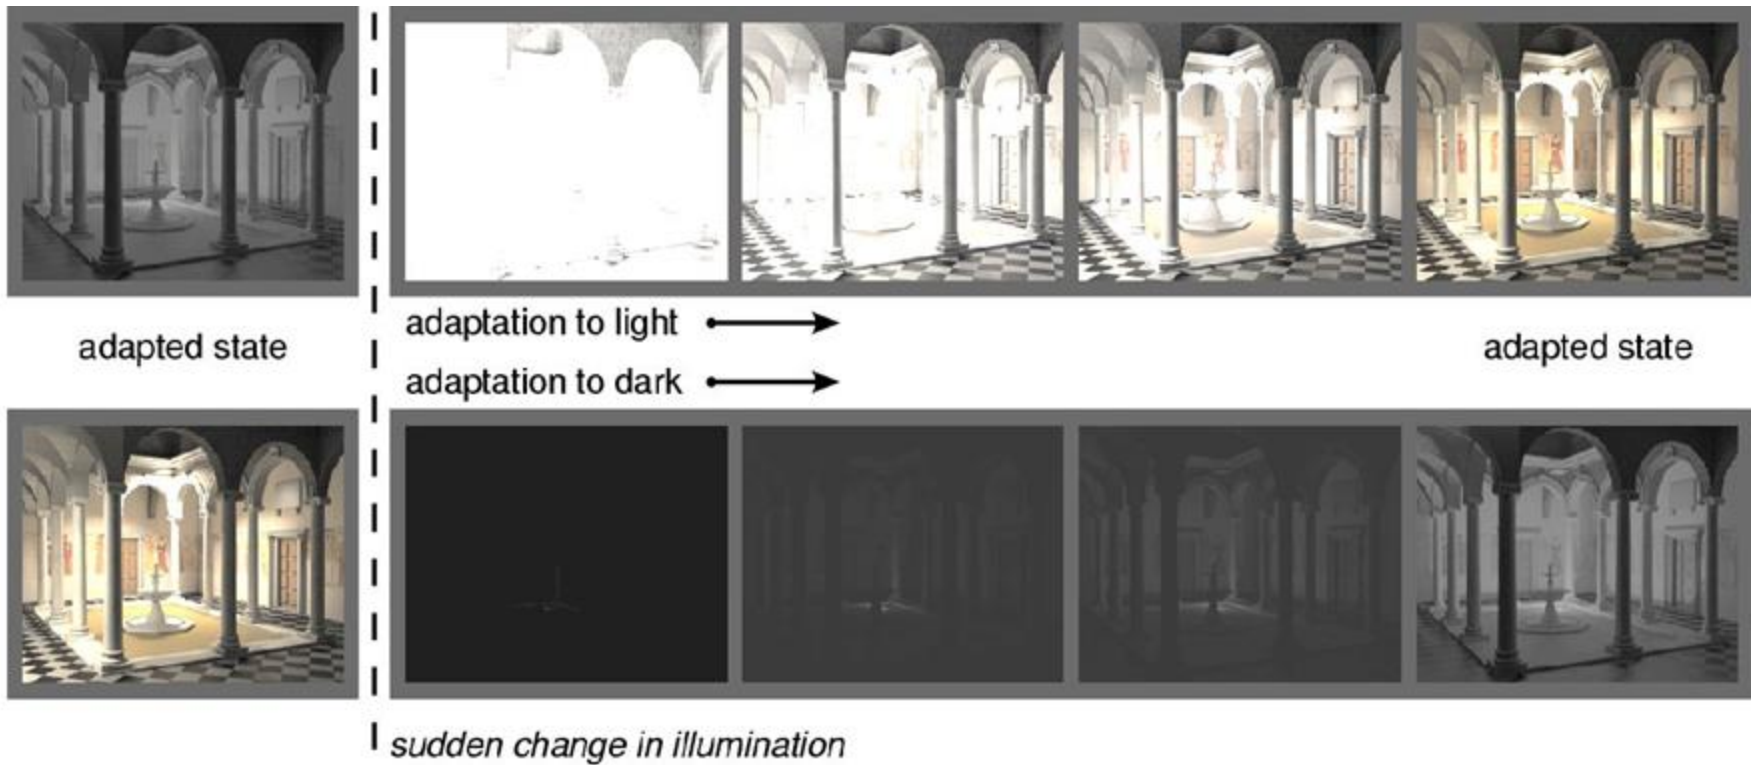 adaptation to light
adapted state
adapted state
adaptation to dark
sudden change in illumination